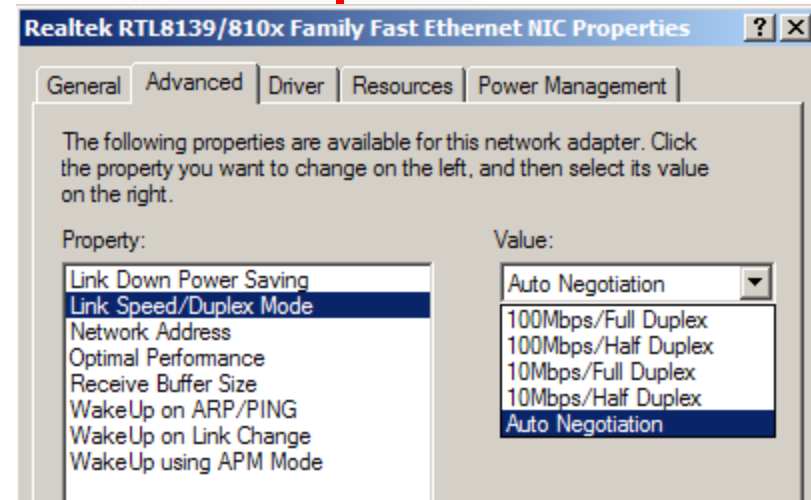 Realtek RTL8139/810x Family Fast Ethernet NIC Properties ? X
General Advanced Driver Resources Power Management
The following properties are available for this network adapter. Click
the property you want to change on the left, and then select its value
on the right.
Property:
Link Down Power Saving
Link Speed/Duplex Mode
Network Address
Optimal Performance
Receive Buffer Size
WakeUp on ARP/PING
WakeUp on Link Change
WakeUp using APM Mode
Value:
Auto Negotiation
100Mbps/Full Duplex
100Mbps/Half Duplex
10Mbps/Full Duplex
10Mbps/Half Duplex
Auto Negotiation